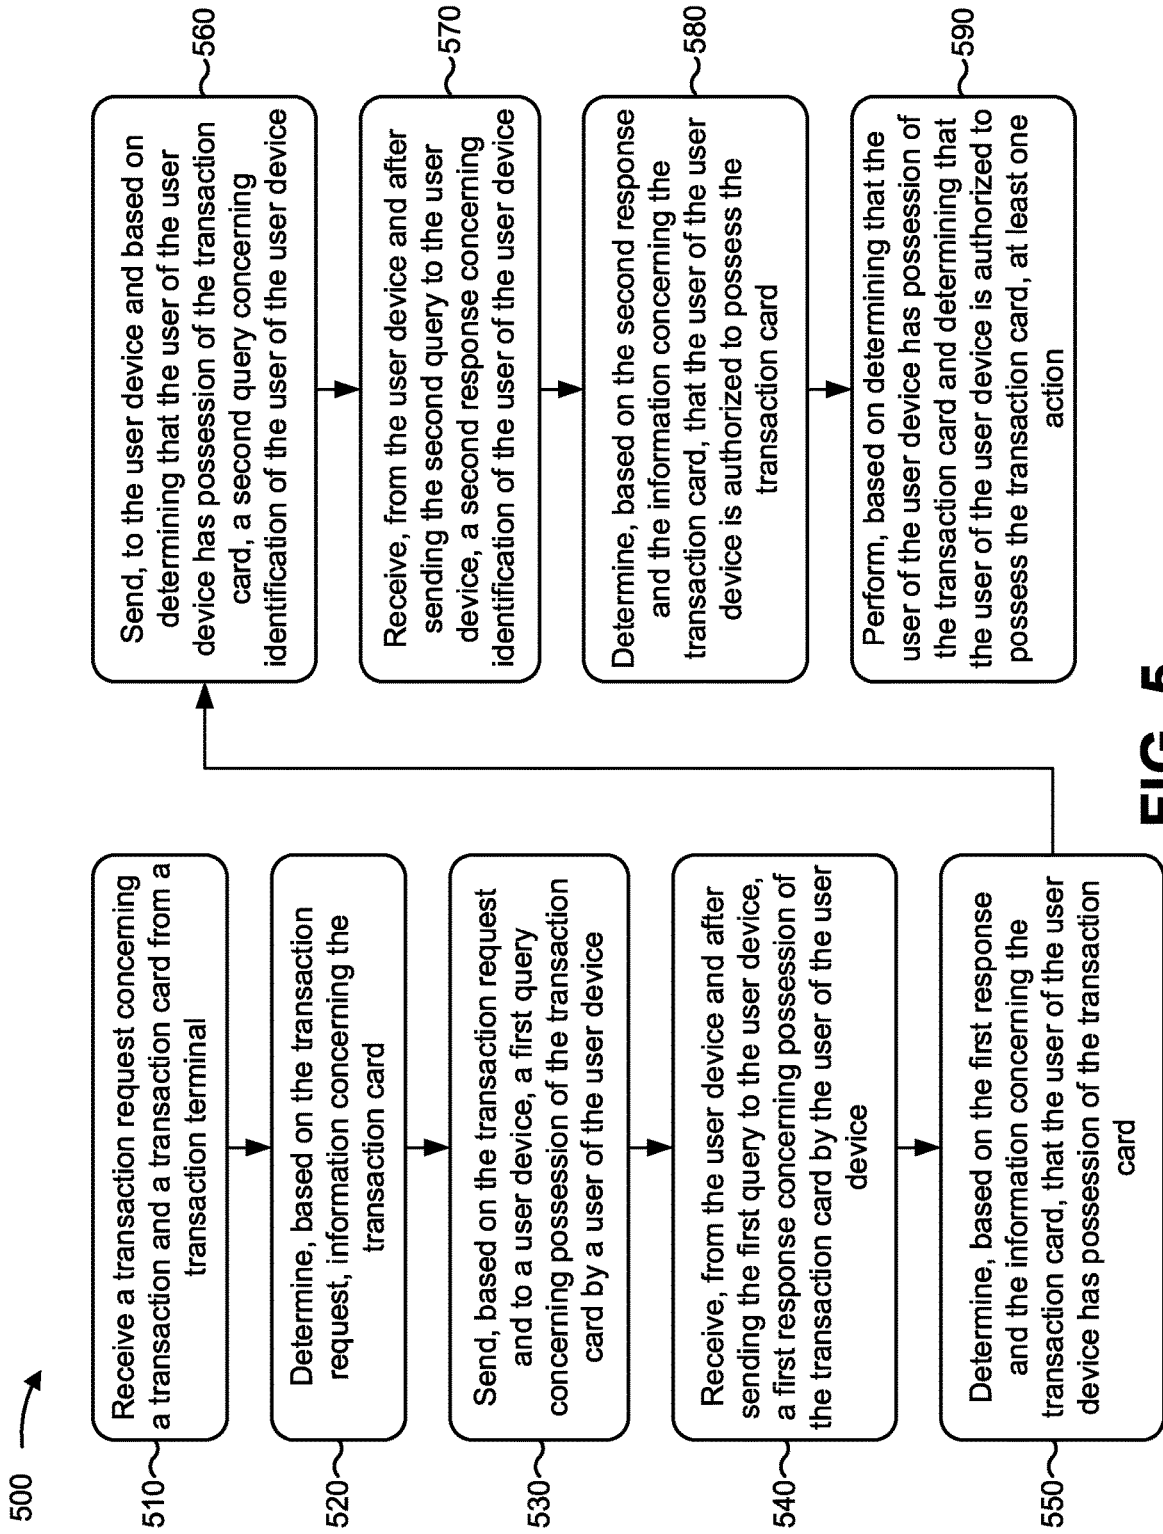 500
510
Receive a transaction request concerning
a transaction and a transaction card from a
transaction terminal
520
Determine, based on the transaction
request, information concerning the
transaction card
530
Send, based on the transaction request
and to a user device, a first query
concerning possession of the transaction
card by a user of the user device
540
Receive, from the user device and after
sending the first query to the user device,
a first response concerning possession of
the transaction card by the user of the user
device
550
Determine, based on the first response
and the information concerning the
transaction card, that the user of the user
device has possession of the transaction
card
560
Send, to the user device and based on
determining that the user of the user
device has possession of the transaction
card, a second query concerning
identification of the user of the user device
570
Receive, from the user device and after
sending the second query to the user
device, a second response concerning
identification of the user of the user device
580
Determine, based on the second response
and the information concerning the
transaction card, that the user of the user
device is authorized to possess the
transaction card
590
Perform, based on determining that the
user of the user device has possession of
the transaction card and determining that
the user of the user device is authorized to
possess the transaction card, at least one
action
FIG. 5